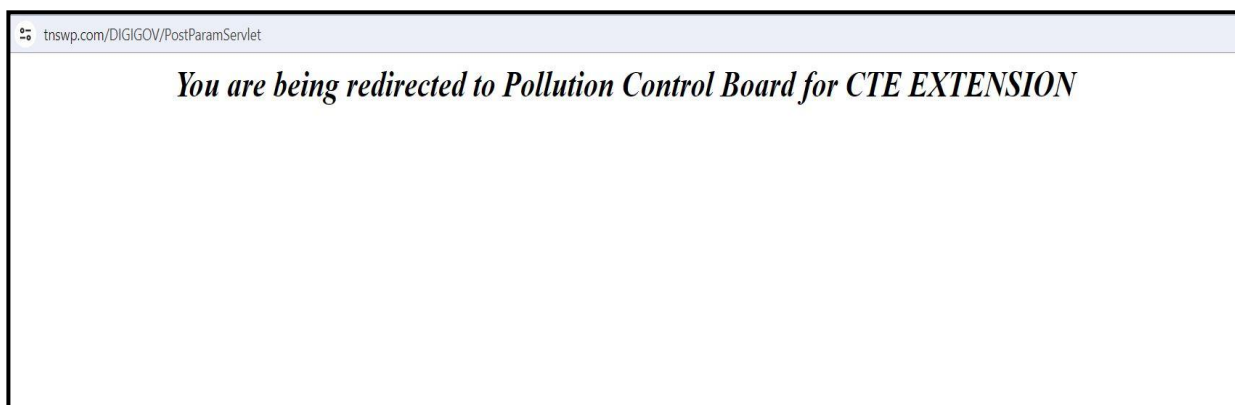 tnswp.com/DIGIGOV/PostParamServlet
You are being redirected to Pollution Control Board for CTE EXTENSION